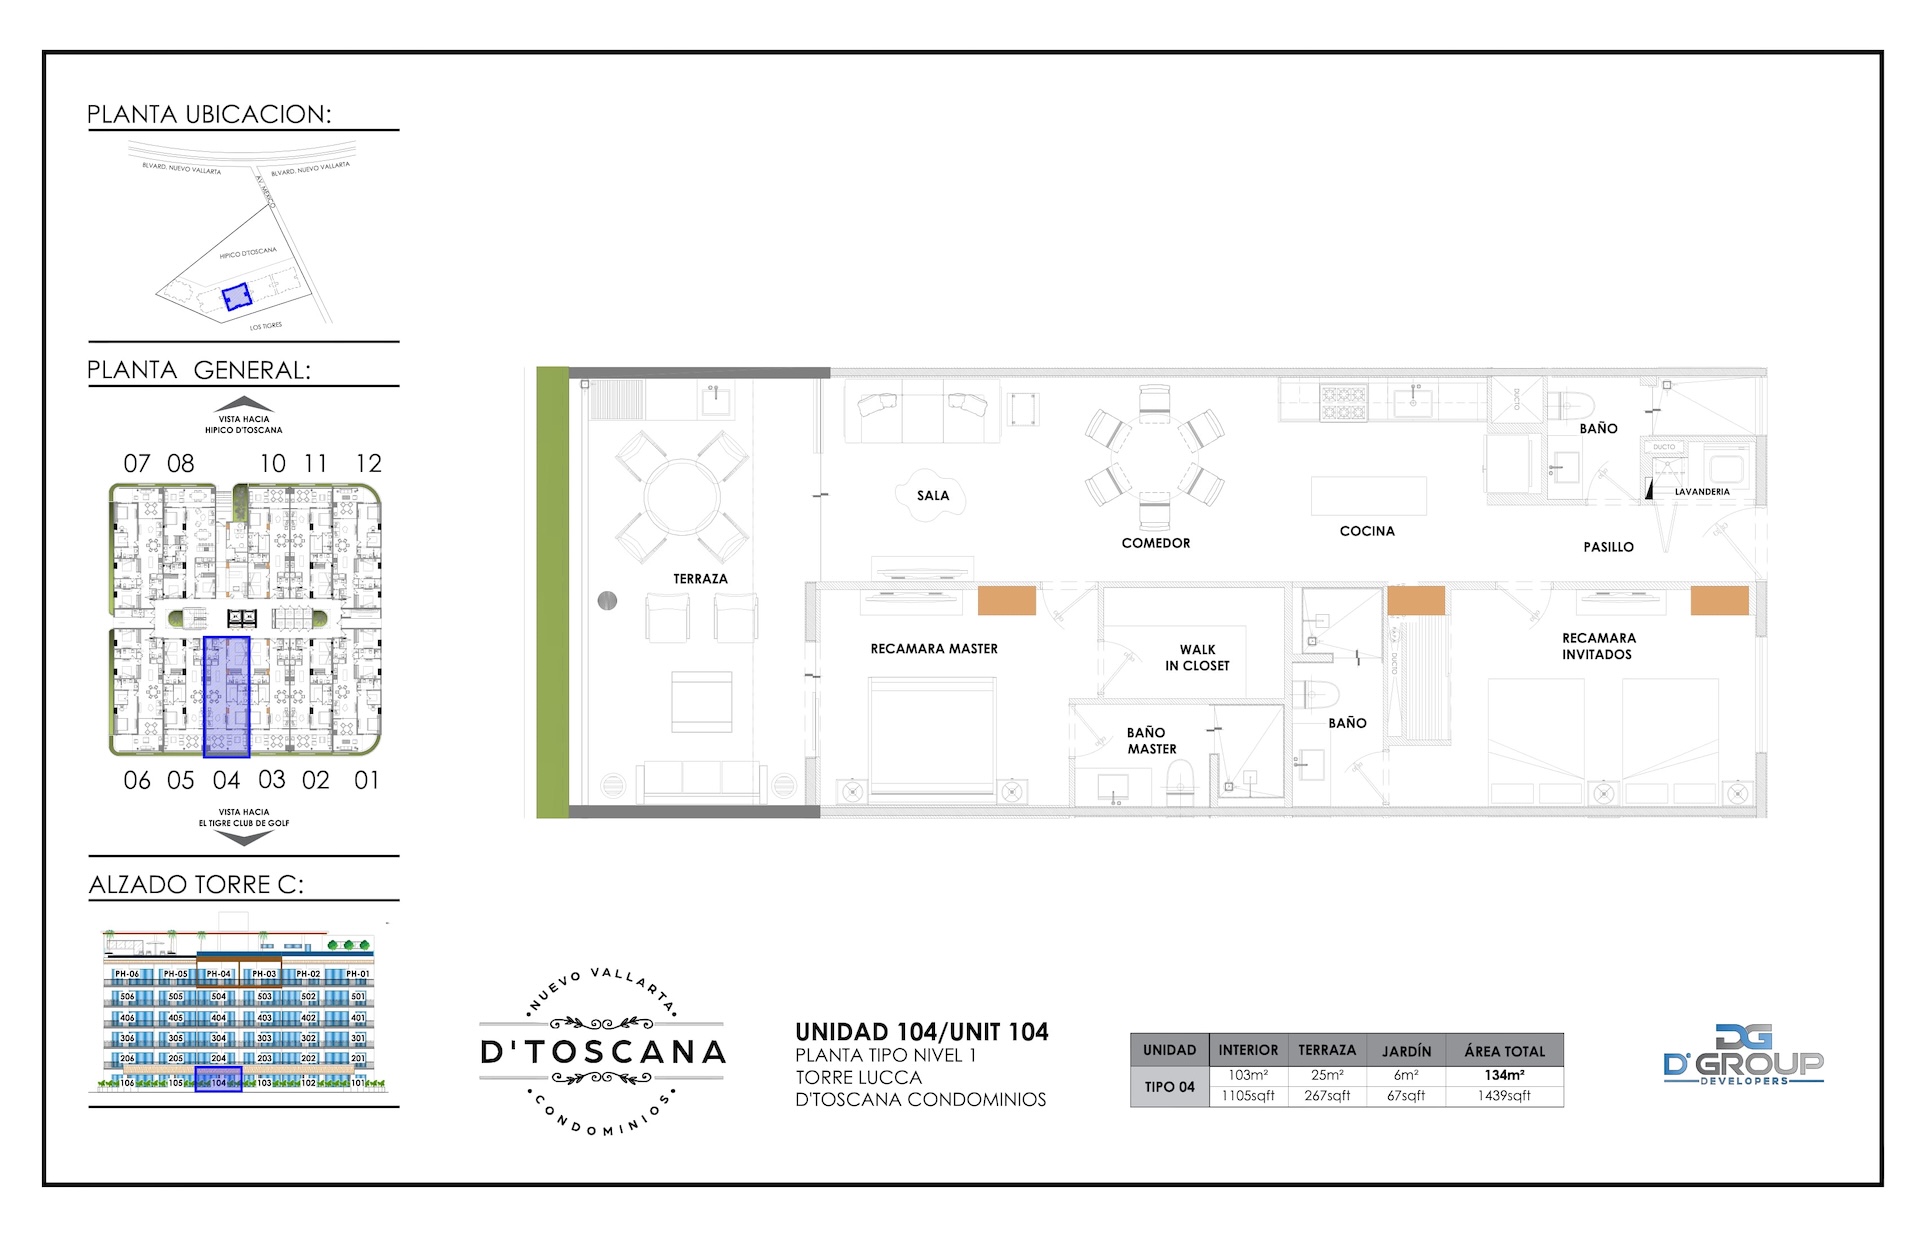 PLANTA UBICACION:
BLVARD. NUEVO VALLARTA
BLVARD. NUEVO VALLARTA
AV. MEXICO
HIPICO D'TOSCANA
LOS TIGRES
PLANTA GENERAL:
VISTA HACIA
HIPICO D'TOSCANA
07 08 10 11 12
06 05 04 03 02 01
VISTA HACIA
EL TIGRE CLUB DE GOLF
ALZADO TORRE C:
PH-06 PH-05 PH-04 PH-03 PH-02 PH-01
506 505 504 503 502 501
406 405 404 403 402 401
306 305 304 303 302 301
206 205 204 203 202 201
106 105 104 103 102 101
TERRAZA
SALA
COMEDOR
COCINA
DUCTO
BAÑO
DUCTO
LAVANDERIA
PASILLO
RECAMARA MASTER
WALK
IN CLOSET
BAÑO
MASTER
BAÑO
DUCTO
RECAMARA
INVITADOS
NUEVO VALLARTA
D'TOSCANA
CONDOMINIOS
UNIDAD 104/UNIT 104
PLANTA TIPO NIVEL 1
TORRE LUCCA
D'TOSCANA CONDOMINIOS
UNIDAD INTERIOR TERRAZA JARDÍN ÁREA TOTAL
TIPO 04 103m² 25m² 6m² 134m²
1105sqft 267sqft 67sqft 1439sqft
DG
D'GROUP
DEVELOPERS